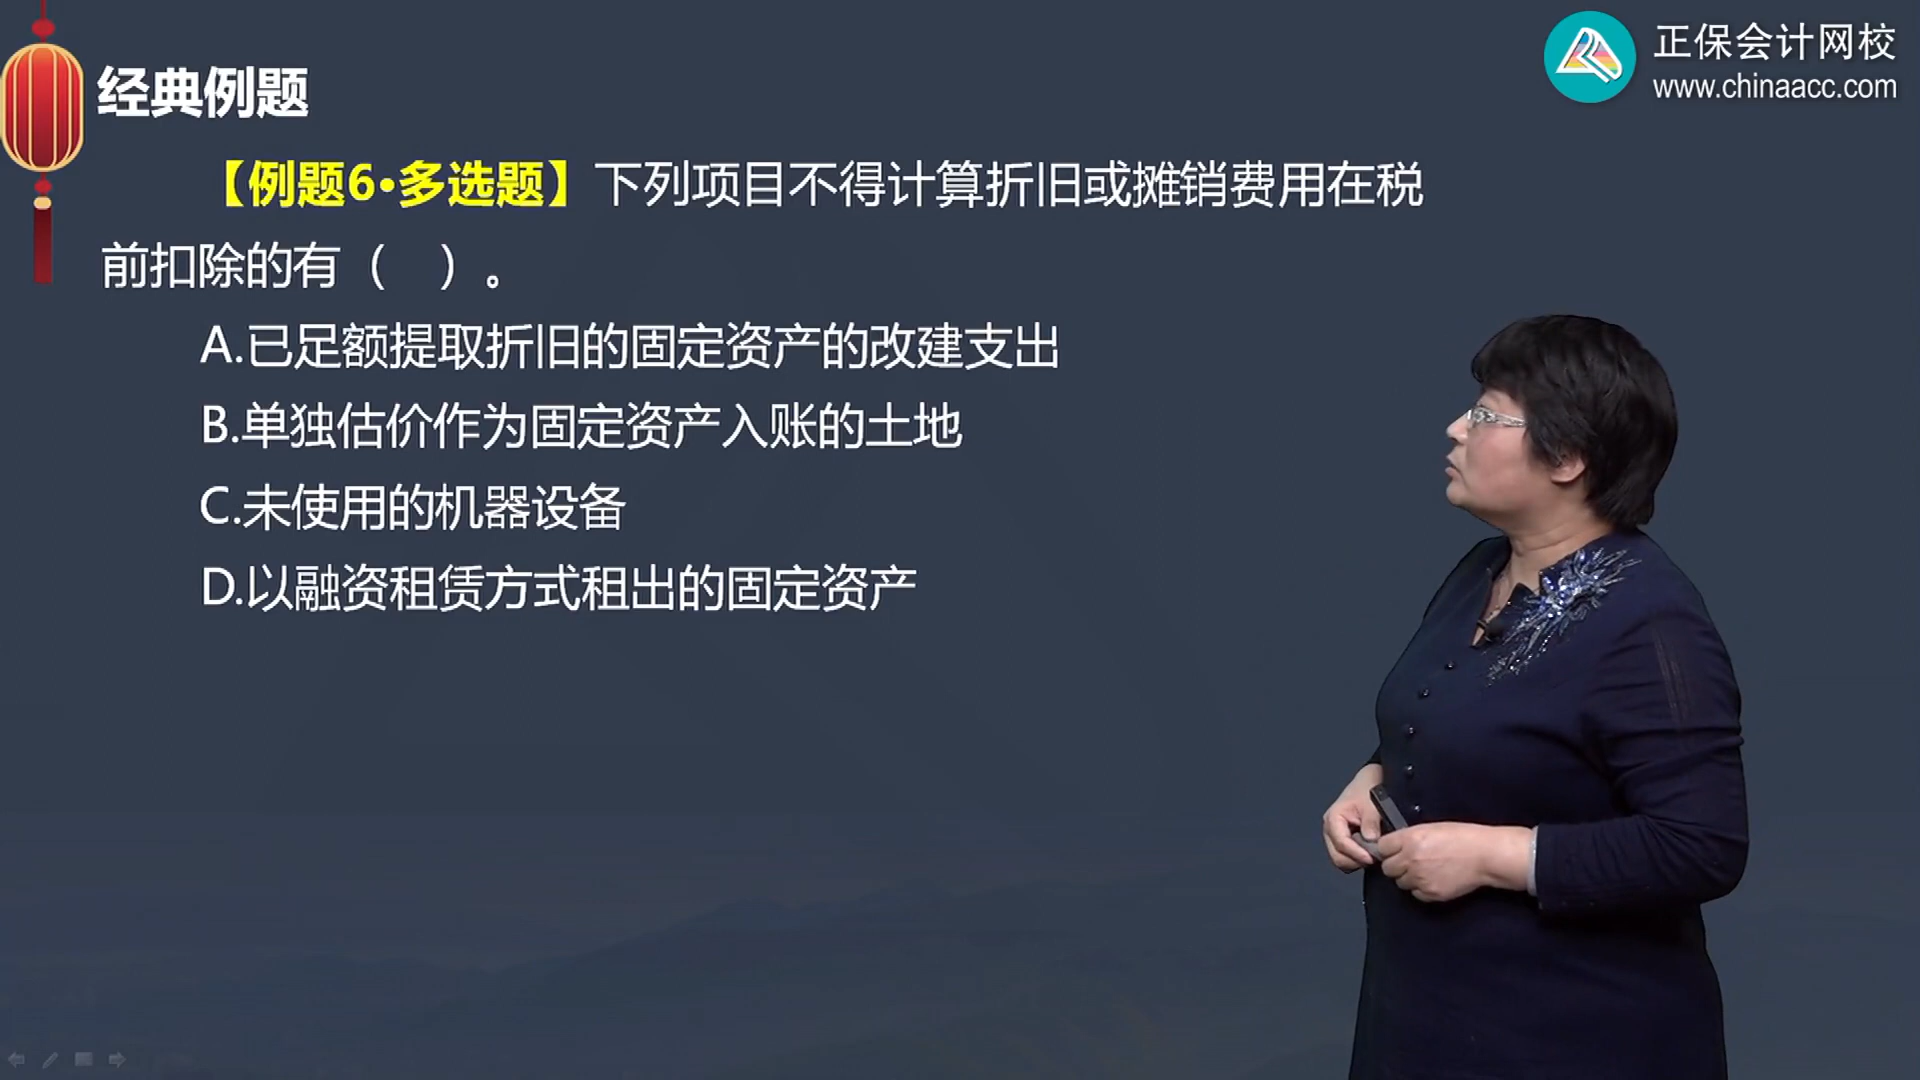 正保会计网校
www.chinaacc.com
经典例题
【例题6•多选题】下列项目不得计算折旧或摊销费用在税
前扣除的有（　）。
A.已足额提取折旧的固定资产的改建支出
B.单独估价作为固定资产入账的土地
C.未使用的机器设备
D.以融资租赁方式租出的固定资产